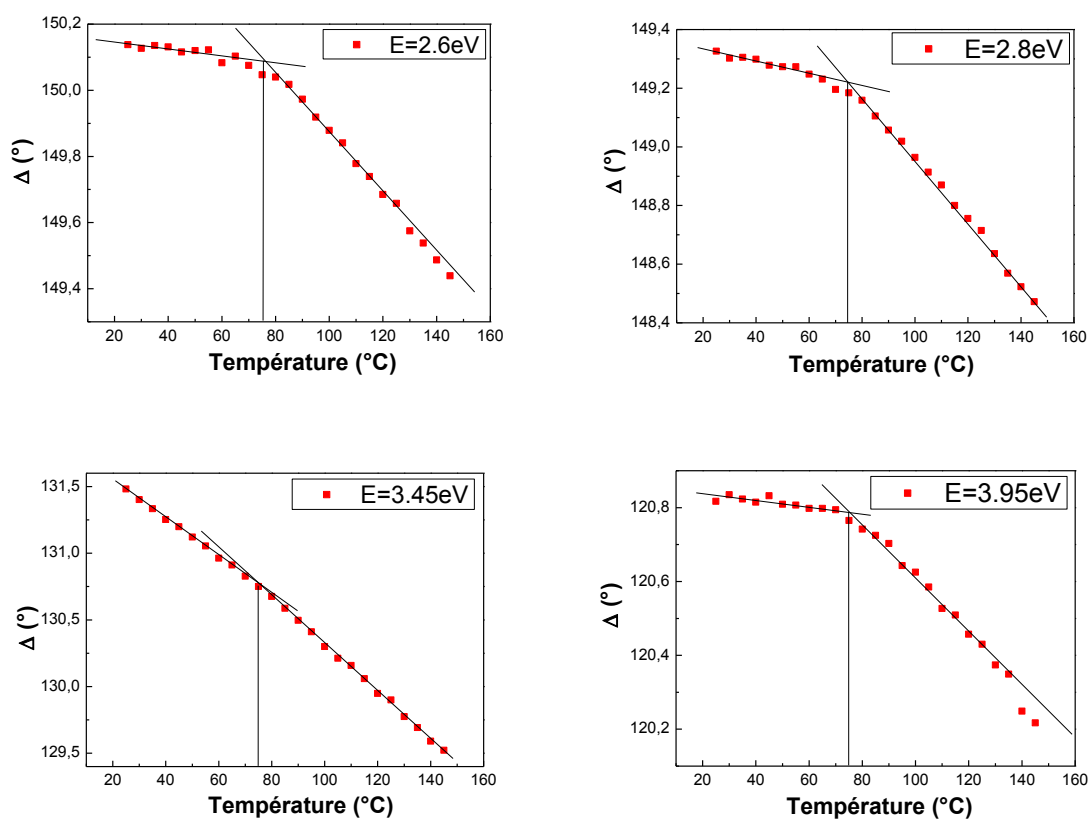 150,2
150,0
149,8
149,6
149,4
Δ (°)
E=2.6eV
20 40 60 80 100 120 140 160
Température (°C)
149,4
149,2
149,0
148,8
148,6
148,4
Δ (°)
E=2.8eV
20 40 60 80 100 120 140 160
Température (°C)
131,5
131,0
130,5
130,0
129,5
Δ (°)
E=3.45eV
20 40 60 80 100 120 140 160
Température (°C)
120,8
120,6
120,4
120,2
Δ (°)
E=3.95eV
20 40 60 80 100 120 140 160
Température (°C)